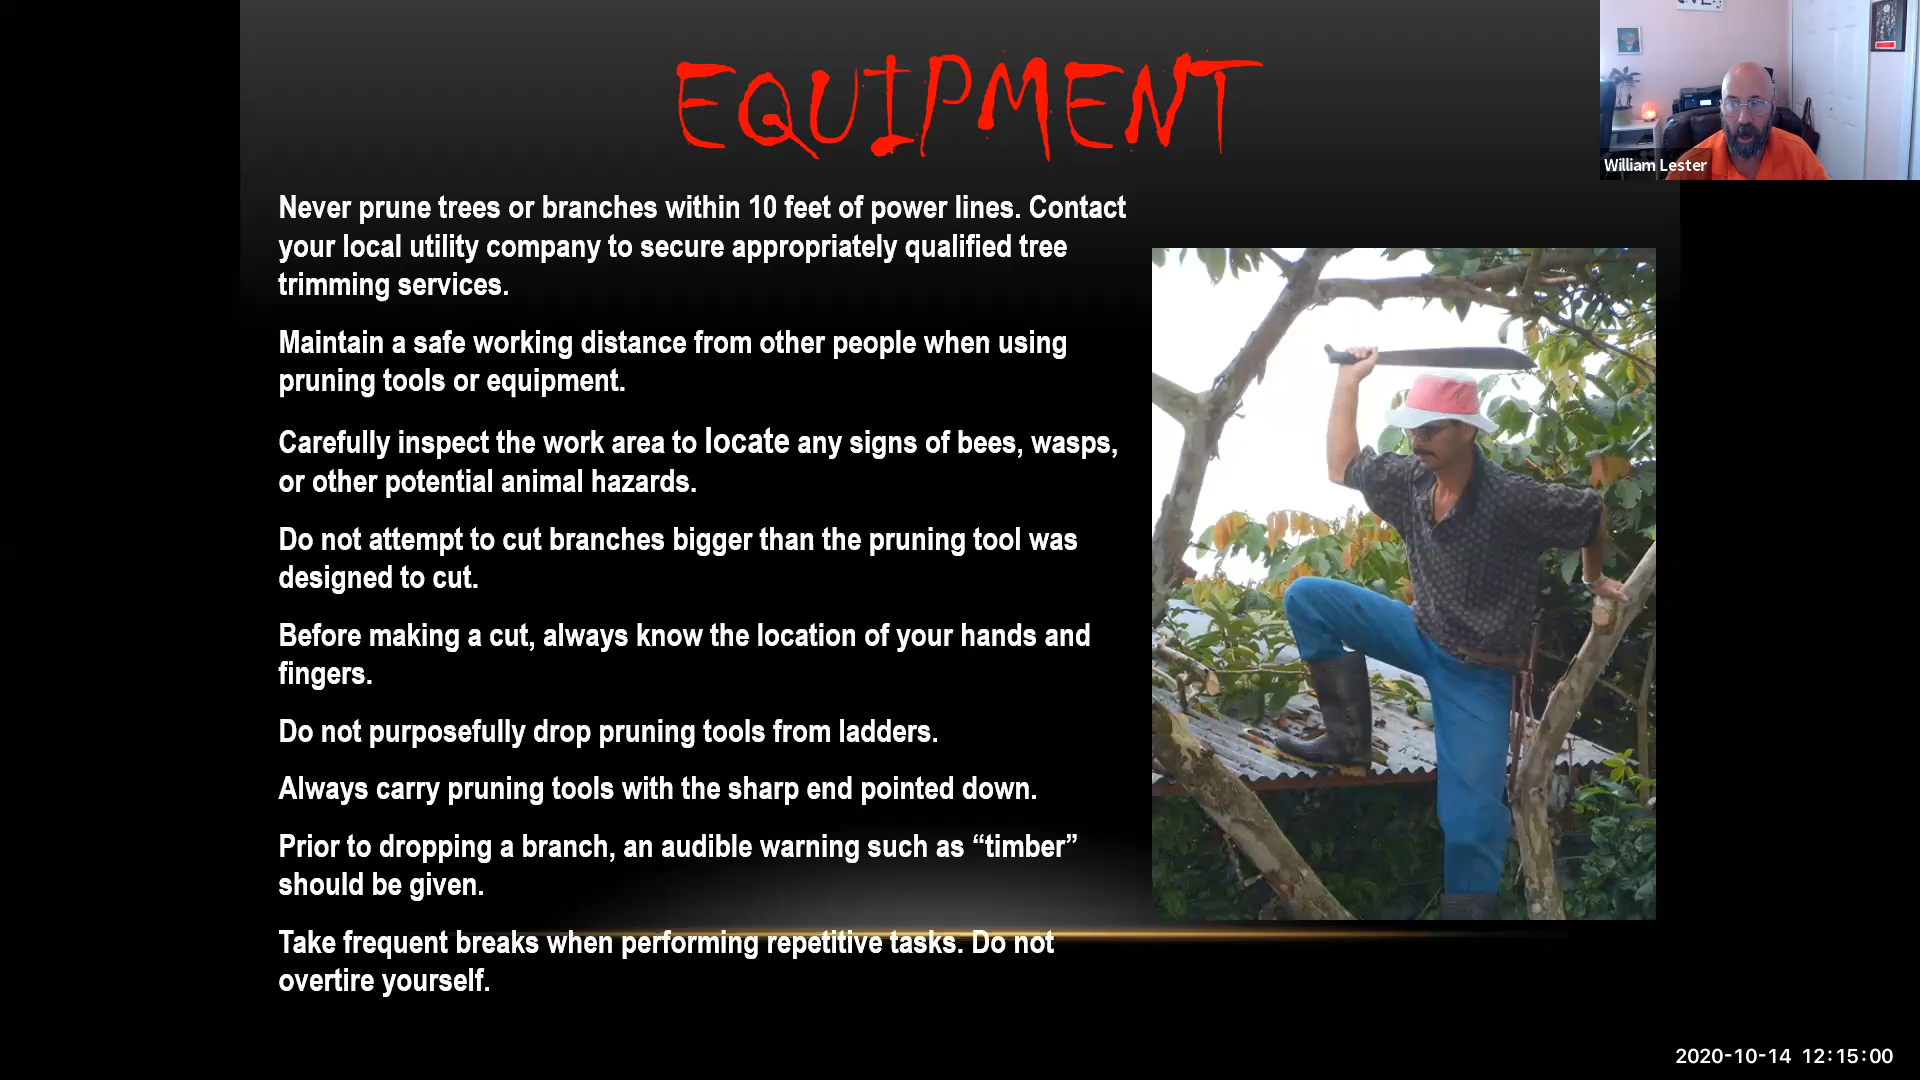 EQUIPMENT
William Lester
Never prune trees or branches within 10 feet of power lines. Contact
your local utility company to secure appropriately qualified tree
trimming services.
Maintain a safe working distance from other people when using
pruning tools or equipment.
Carefully inspect the work area to locate any signs of bees, wasps,
or other potential animal hazards.
Do not attempt to cut branches bigger than the pruning tool was
designed to cut.
Before making a cut, always know the location of your hands and
fingers.
Do not purposefully drop pruning tools from ladders.
Always carry pruning tools with the sharp end pointed down.
Prior to dropping a branch, an audible warning such as “timber”
should be given.
Take frequent breaks when performing repetitive tasks. Do not
overtire yourself.
2020-10-14 12:15:00